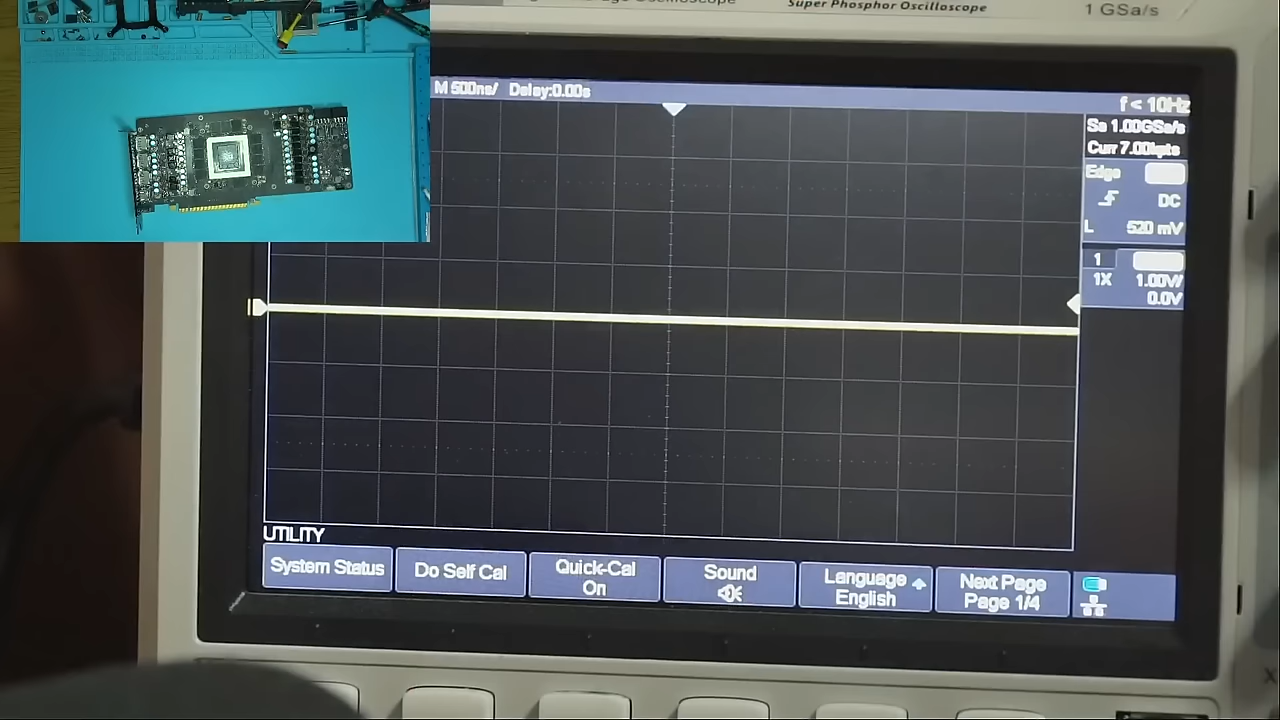 Super Phosphor Oscilloscope
1 GSa/s
M 500ns/ Delay:0.00s
f < 10Hz
Sa 1.00GSa/s
Curr 7.00kpts
Edge
DC
L 520 mV
1
1X 1.00V/
0.0V
UTILITY
System Status
Do Self Cal
Quick-Cal
On
Sound
Language
English
Next Page
Page 1/4